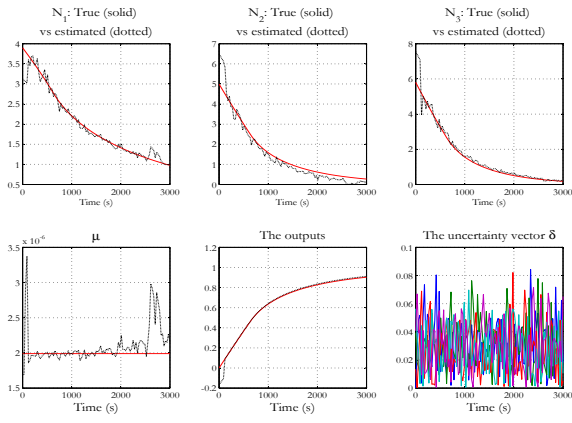 N1: True (solid)
vs estimated (dotted)
4
3.5
3
2.5
2
1.5
1
0.5
0 1000 2000 3000
Time (s)
N2: True (solid)
vs estimated (dotted)
7
6
5
4
3
2
1
0
0 1000 2000 3000
Time (s)
N3: True (solid)
vs estimated (dotted)
8
6
4
2
0
0 1000 2000 3000
Time (s)
μ
x 10-6
3.5
3
2.5
2
1.5
0 1000 2000 3000
Time (s)
The outputs
1.2
1
0.8
0.6
0.4
0.2
0
-0.2
0 1000 2000 3000
Time (s)
The uncertainty vector δ
0.1
0.08
0.06
0.04
0.02
0
0 1000 2000 3000
Time (s)